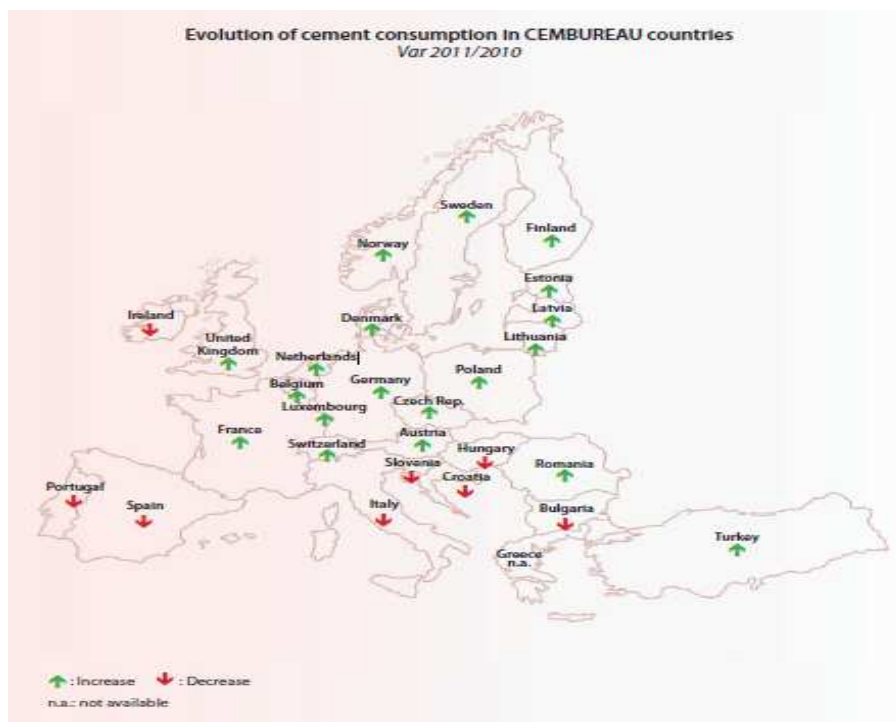 Evolution of cement consumption in CEMBUREAU countries
Var 2011/2010
Sweden
Finland
Norway
Estonia
Latvia
Ireland
Denmark
United
Kingdom
Lithuania
Netherlands
Poland
Belgium
Germany
Czech Rep.
Luxembourg
France
Austria
Switzerland
Hungary
Slovenia
Romania
Croatia
Portugal
Spain
Italy
Bulgaria
Turkey
Greece
n.a.
: Increase : Decrease
n.a.: not available